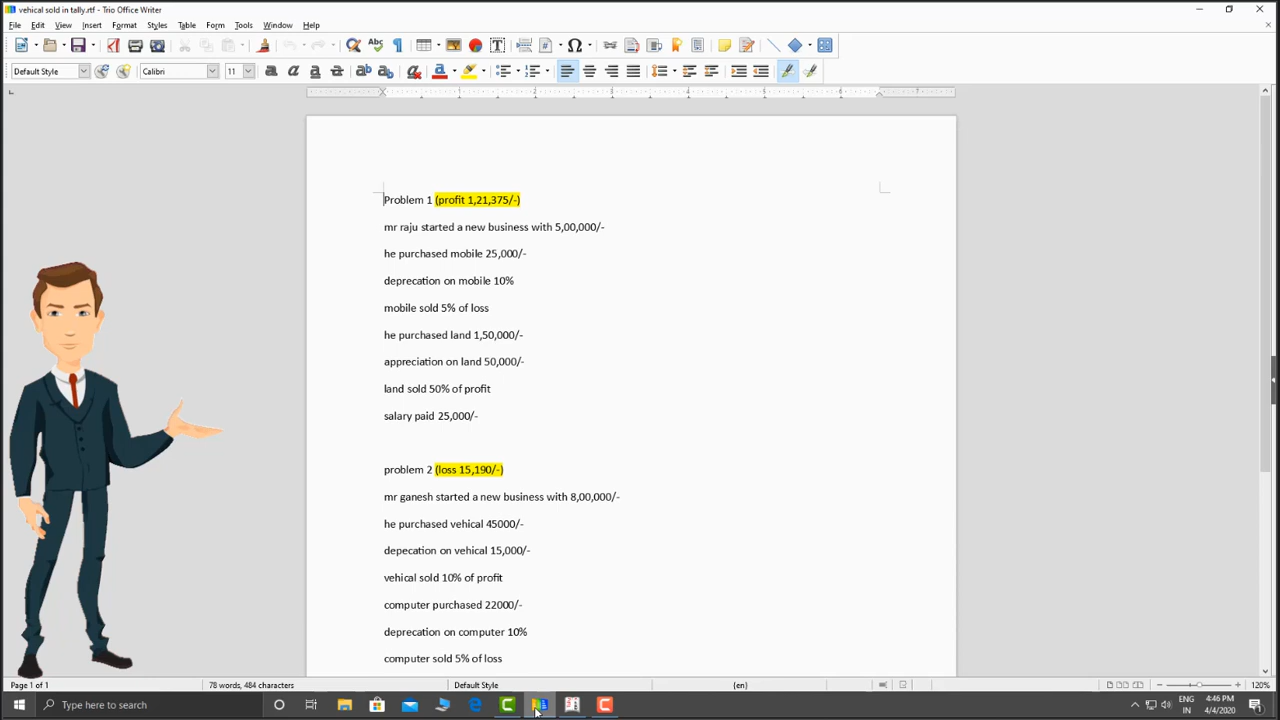 vehical sold in tally.rtf - Trio Office Writer
File Edit View Insert Format Styles Table Form Tools Window Help
Default Style Calibri 11
Problem 1 (profit 1,21,375/-)
mr raju started a new business with 5,00,000/-
he purchased mobile 25,000/-
deprecation on mobile 10%
mobile sold 5% of loss
he purchased land 1,50,000/-
appreciation on land 50,000/-
land sold 50% of profit
salary paid 25,000/-
problem 2 (loss 15,190/-)
mr ganesh started a new business with 8,00,000/-
he purchased vehical 45000/-
depecation on vehical 15,000/-
vehical sold 10% of profit
computer purchased 22000/-
deprecation on computer 10%
computer sold 5% of loss
Page 1 of 1 78 words, 484 characters Default Style (en) 120%
Type here to search ENG 4:46 PM
IN 4/4/2020